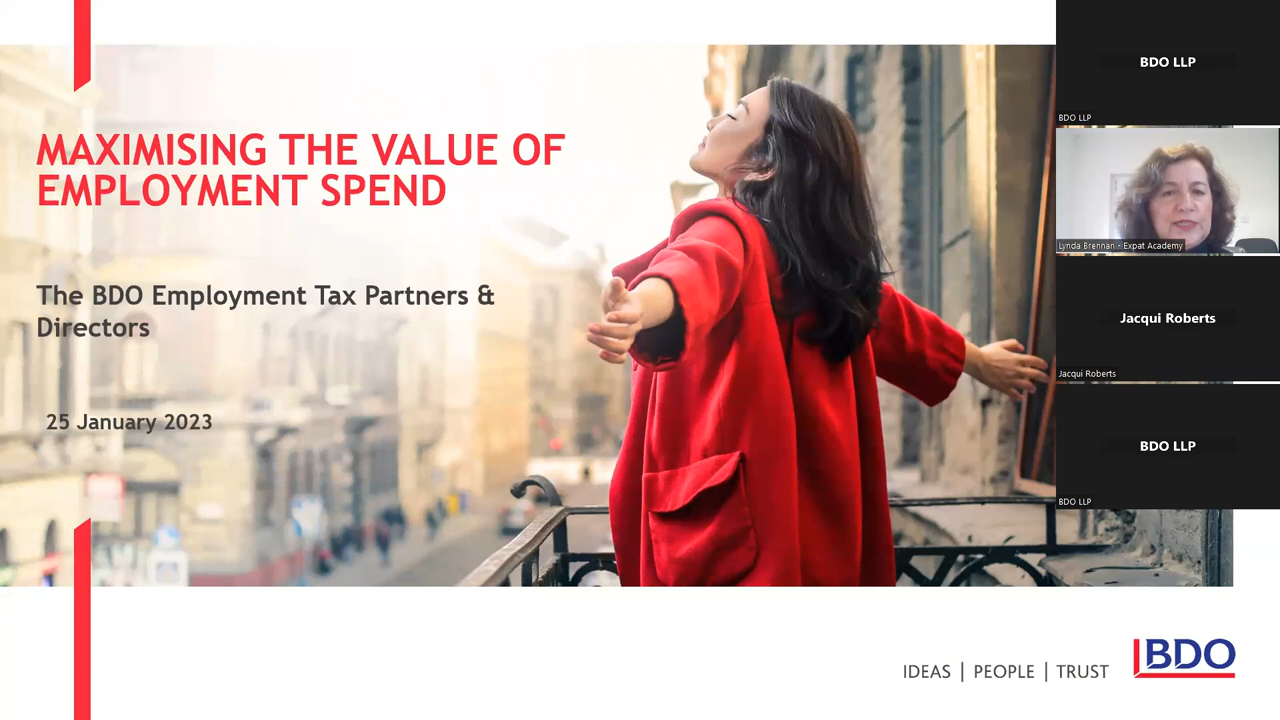 MAXIMISING THE VALUE OF
EMPLOYMENT SPEND
The BDO Employment Tax Partners &
Directors
25 January 2023
IDEAS | PEOPLE | TRUST
BDO
BDO LLP
BDO LLP
Lynda Brennan - Expat Academy
Jacqui Roberts
Jacqui Roberts
BDO LLP
BDO LLP